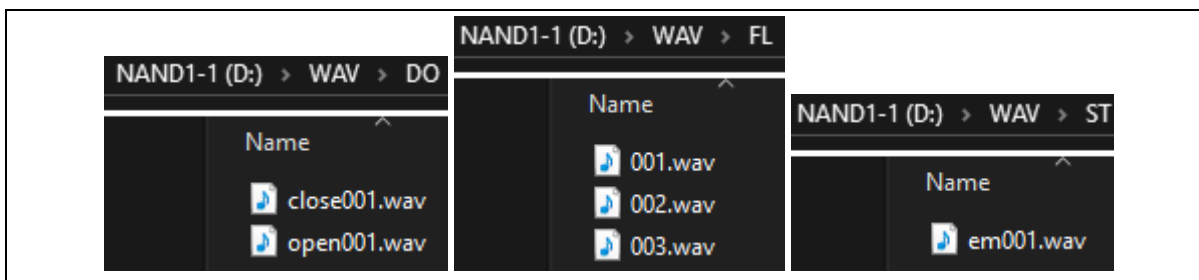 NAND1-1 (D:) > WAV > DO
Name
close001.wav
open001.wav
NAND1-1 (D:) > WAV > FL
Name
001.wav
002.wav
003.wav
NAND1-1 (D:) > WAV > ST
Name
em001.wav